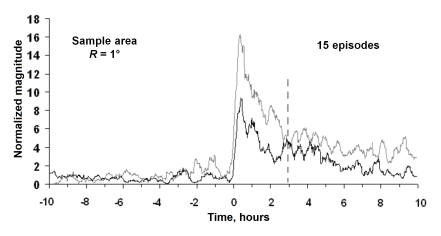 18
16
14
12
10
8
6
4
2
0
Normalized magnitude
Sample area
R = 1°
15 episodes
-10 -8 -6 -4 -2 0 2 4 6 8 10
Time, hours